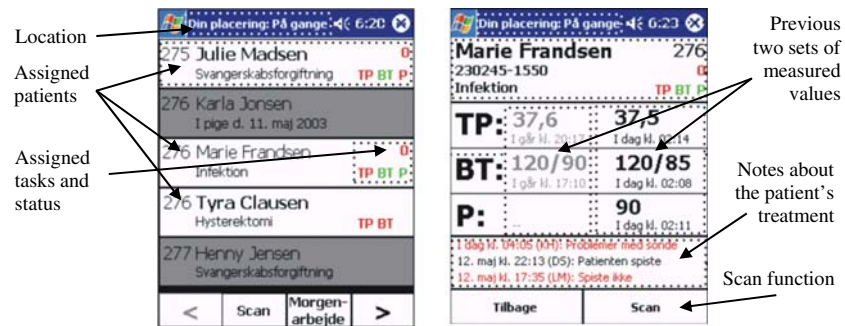 Location
Assigned
patients
Assigned
tasks and
status
Din placering: På gange 6:20
275 Julie Madsen 0
Svangerskabsforgiftning TP BT P
276 Karla Jonsen
I pige d. 11. maj 2003
276 Marie Frandsen 0
Infektion TP BT P
276 Tyra Clausen
Hysterektomi TP BT
277 Henny Jensen
Svangerskabsforgiftning
< Scan Morgen-
arbejde >
Din placering: På gange 6:23
Marie Frandsen 276
230245-1550 0
Infektion TP BT P
TP: 37,6 37,5
I går kl. 20:17 I dag kl. 02:14
BT: 120/90 120/85
I går kl. 17:10 I dag kl. 02:08
P: -- 90
I dag kl. 02:11
I dag kl. 04:05 (KH): Problemer med sonde
12. maj kl. 22:13 (DS): Patienten spiste
12. maj kl. 17:35 (LM): Spiste ikke
Tilbage Scan
Previous
two sets of
measured
values
Notes about
the patient's
treatment
Scan function